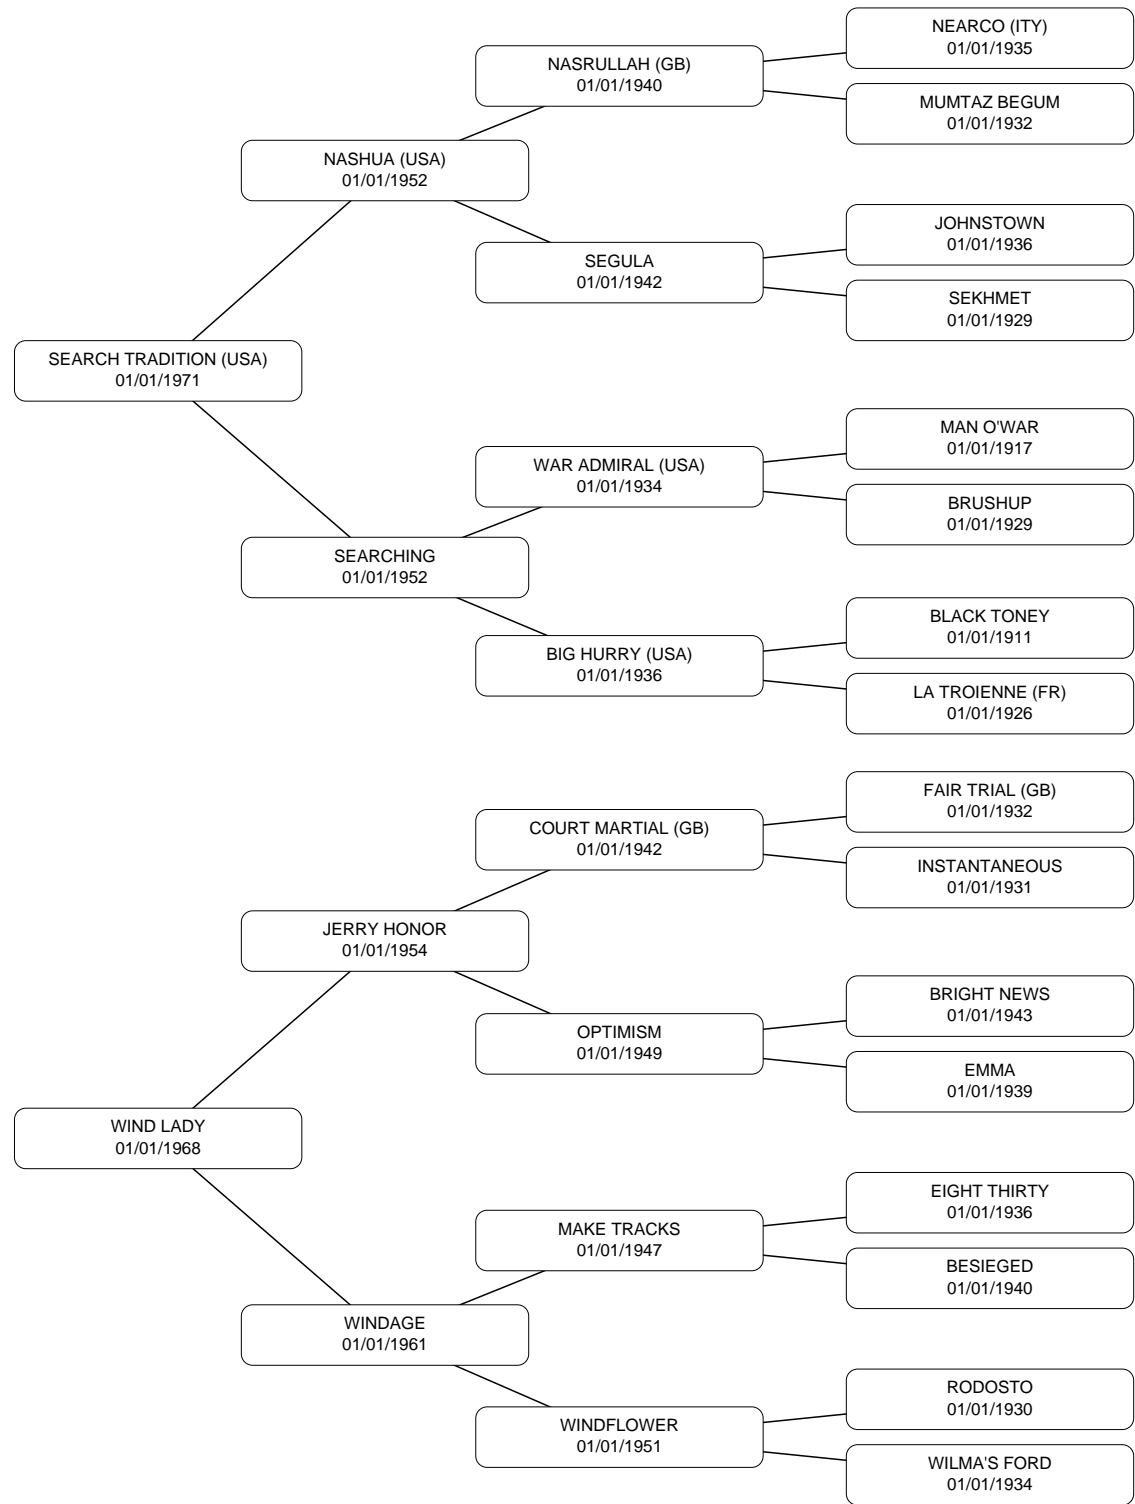 NEARCO (ITY)
01/01/1935
NASRULLAH (GB)
01/01/1940
MUMTAZ BEGUM
01/01/1932
NASHUA (USA)
01/01/1952
JOHNSTOWN
01/01/1936
SEGULA
01/01/1942
SEKHMET
01/01/1929
SEARCH TRADITION (USA)
01/01/1971
MAN O'WAR
01/01/1917
WAR ADMIRAL (USA)
01/01/1934
BRUSHUP
01/01/1929
SEARCHING
01/01/1952
BLACK TONEY
01/01/1911
BIG HURRY (USA)
01/01/1936
LA TROIENNE (FR)
01/01/1926
FAIR TRIAL (GB)
01/01/1932
COURT MARTIAL (GB)
01/01/1942
INSTANTANEOUS
01/01/1931
JERRY HONOR
01/01/1954
BRIGHT NEWS
01/01/1943
OPTIMISM
01/01/1949
EMMA
01/01/1939
WIND LADY
01/01/1968
EIGHT THIRTY
01/01/1936
MAKE TRACKS
01/01/1947
BESIEGED
01/01/1940
WINDAGE
01/01/1961
RODOSTO
01/01/1930
WINDFLOWER
01/01/1951
WILMA'S FORD
01/01/1934